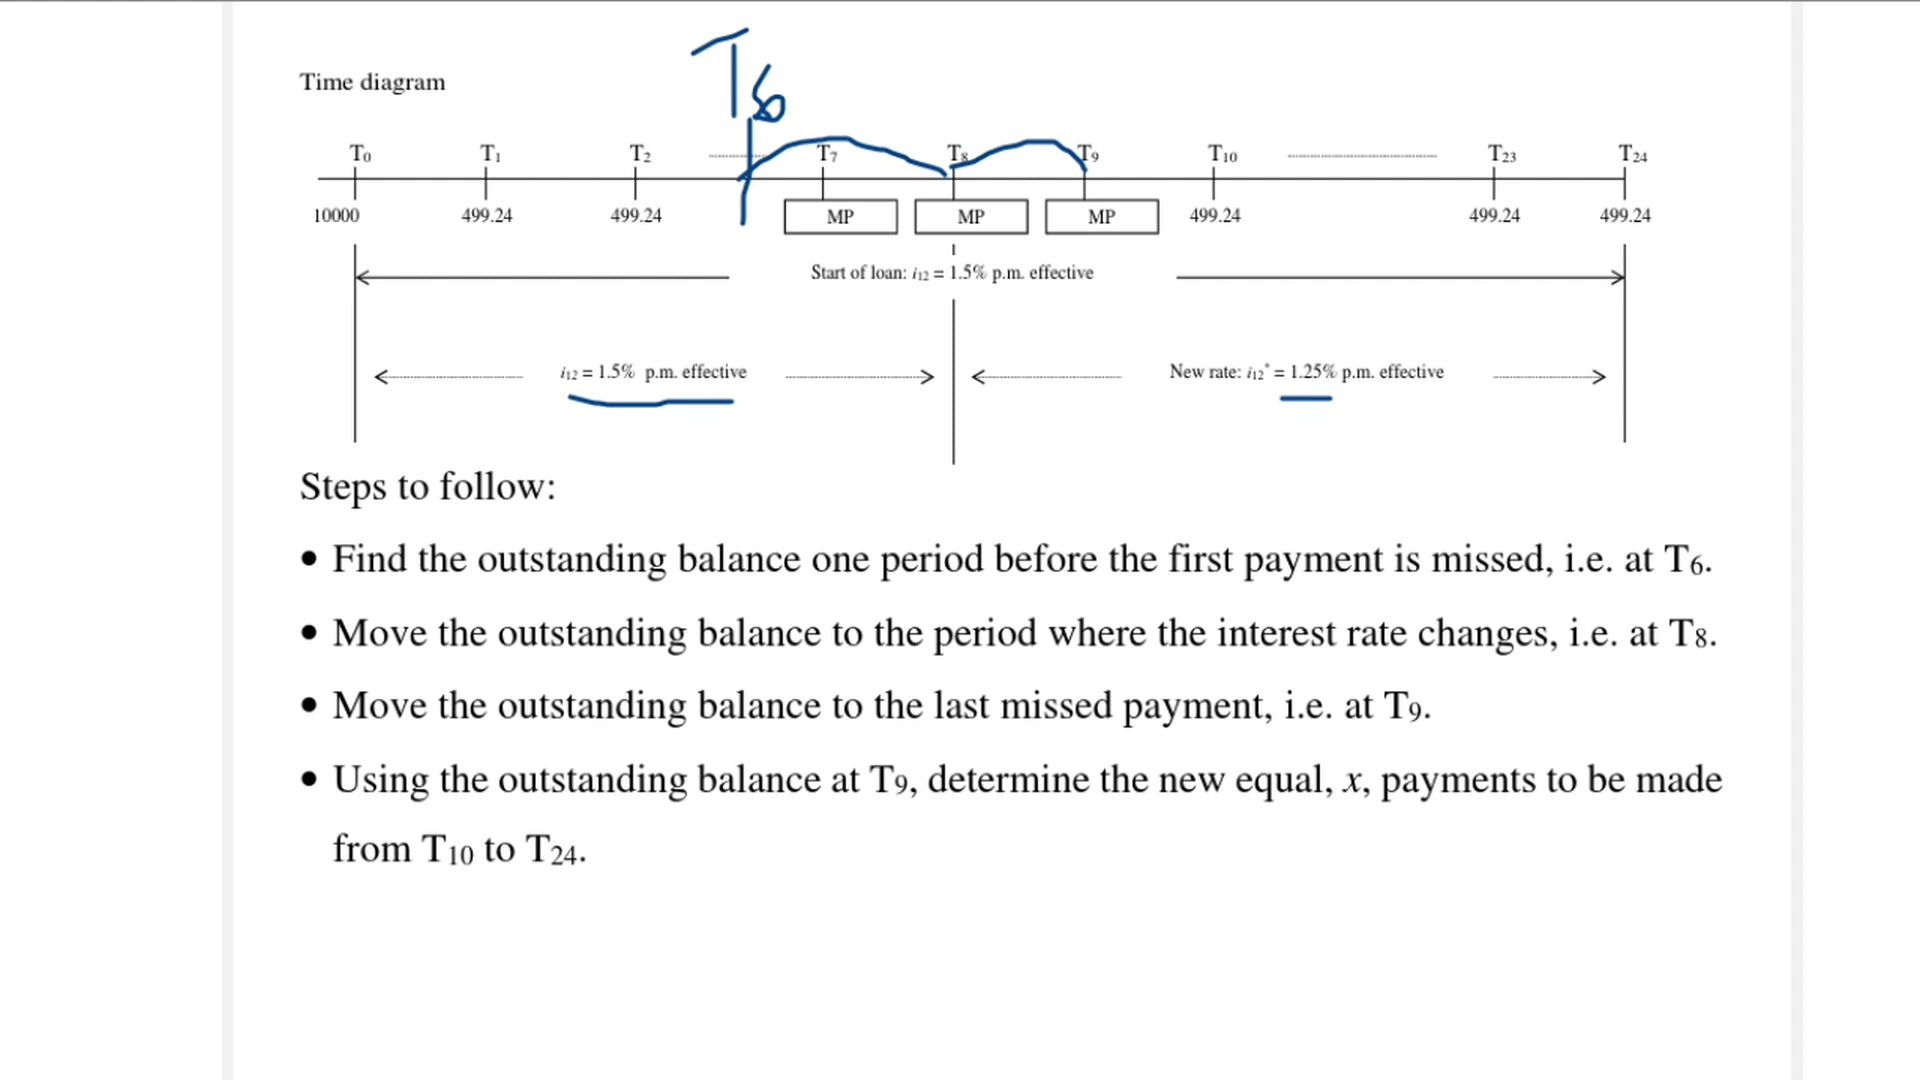 T6
Time diagram
T0 T1 T2 T7 T8 T9 T10 T23 T24
10000 499.24 499.24 MP MP MP 499.24 499.24 499.24
Start of loan: i12 = 1.5% p.m. effective
i12 = 1.5% p.m. effective New rate: i12* = 1.25% p.m. effective
Steps to follow:
• Find the outstanding balance one period before the first payment is missed, i.e. at T6.
• Move the outstanding balance to the period where the interest rate changes, i.e. at T8.
• Move the outstanding balance to the last missed payment, i.e. at T9.
• Using the outstanding balance at T9, determine the new equal, x, payments to be made
from T10 to T24.